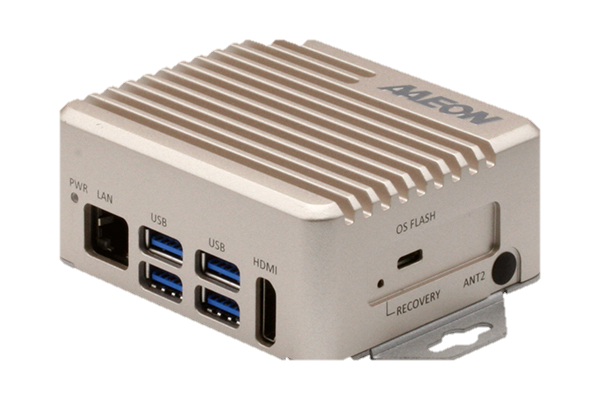 AAEON
PWR
LAN
USB
USB
HDMI
OS FLASH
RECOVERY
ANT2